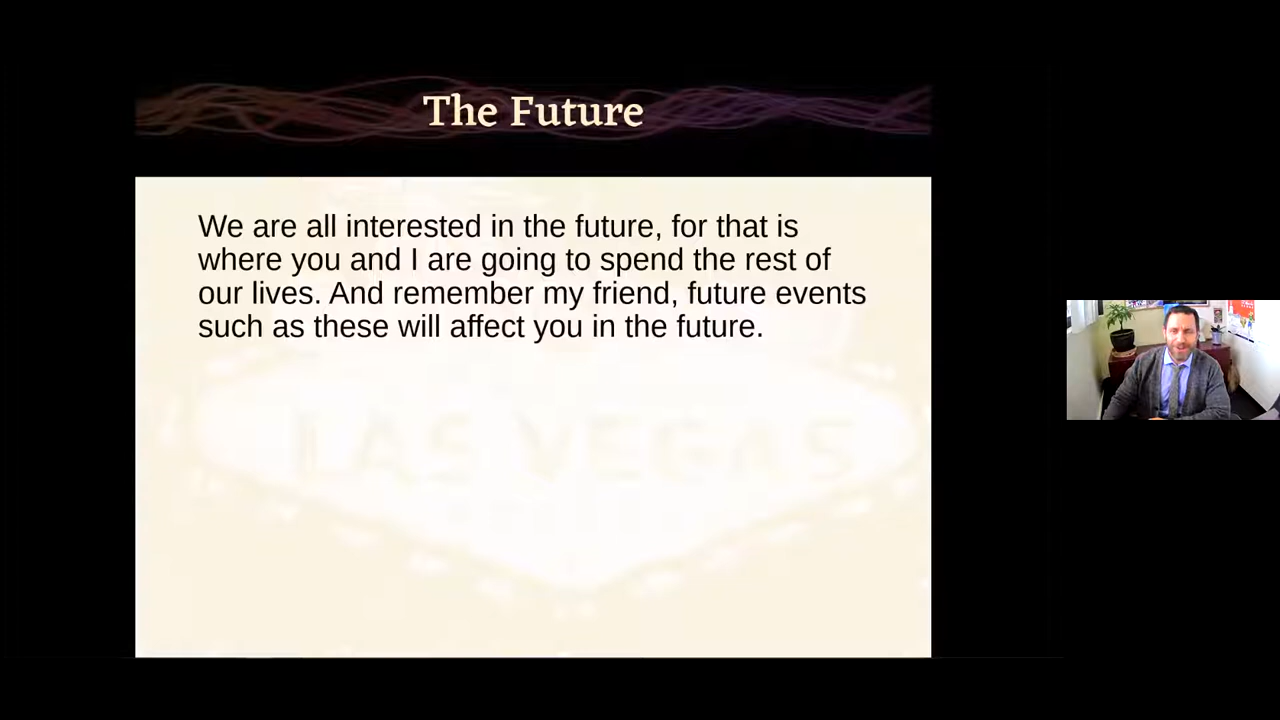 The Future
We are all interested in the future, for that is
where you and I are going to spend the rest of
our lives. And remember my friend, future events
such as these will affect you in the future.
LAS VEGAS